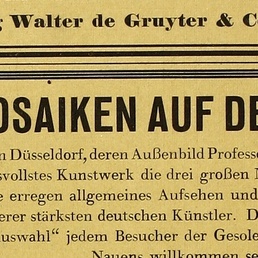 Walter de Gruyter & C
OSAIKEN AUF DE
n Düsseldorf, deren Außenbild Profess
svollstes Kunstwerk die drei großen
e erregen allgemeines Aufsehen und
erer stärksten deutschen Künstler. D
uswahl“ jedem Besucher der Gesole
Nauens willkommen se